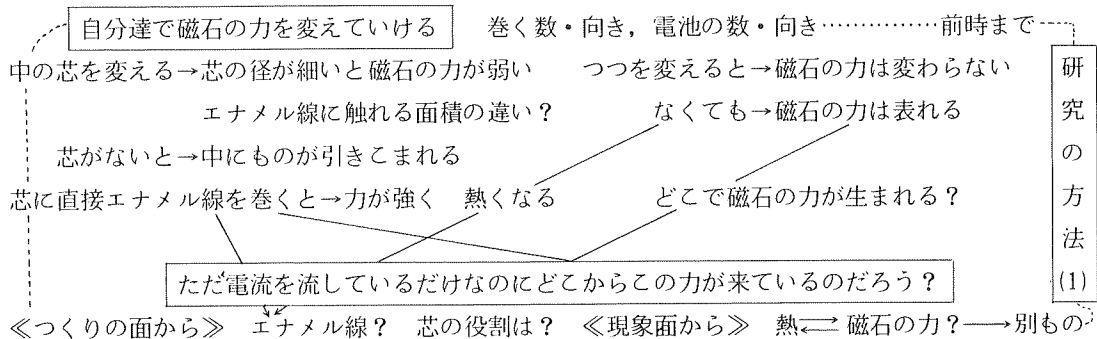 自分達で磁石の力を変えていける 巻く数・向き，電池の数・向き……………前時まで
中の芯を変える→芯の径が細いと磁石の力が弱い つつを変えると→磁石の力は変わらない
エナメル線に触れる面積の違い？ なくても→磁石の力は表れる
芯がないと→中にものが引きこまれる
芯に直接エナメル線を巻くと→力が強く 熱くなる どこで磁石の力が生まれる？
ただ電流を流しているだけなのにどこからこの力が来ているのだろう？
≪つくりの面から≫ エナメル線？ 芯の役割は？ ≪現象面から≫ 熱⇄磁石の力？→別もの
研究の方法(1)